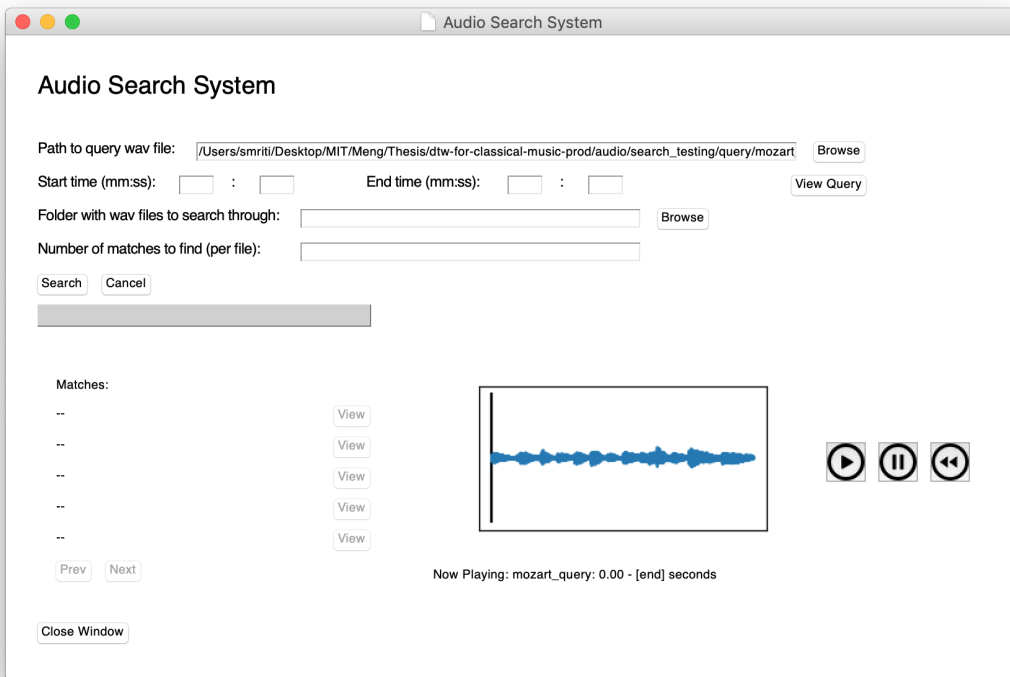 Audio Search System
Audio Search System
Path to query wav file: /Users/smriti/Desktop/MIT/Meng/Thesis/dtw-for-classical-music-prod/audio/search_testing/query/mozart Browse
Start time (mm:ss): : End time (mm:ss): : View Query
Folder with wav files to search through: Browse
Number of matches to find (per file):
Search Cancel
Matches:
-- View
-- View
-- View
-- View
-- View
Prev Next
Now Playing: mozart_query: 0.00 - [end] seconds
Close Window